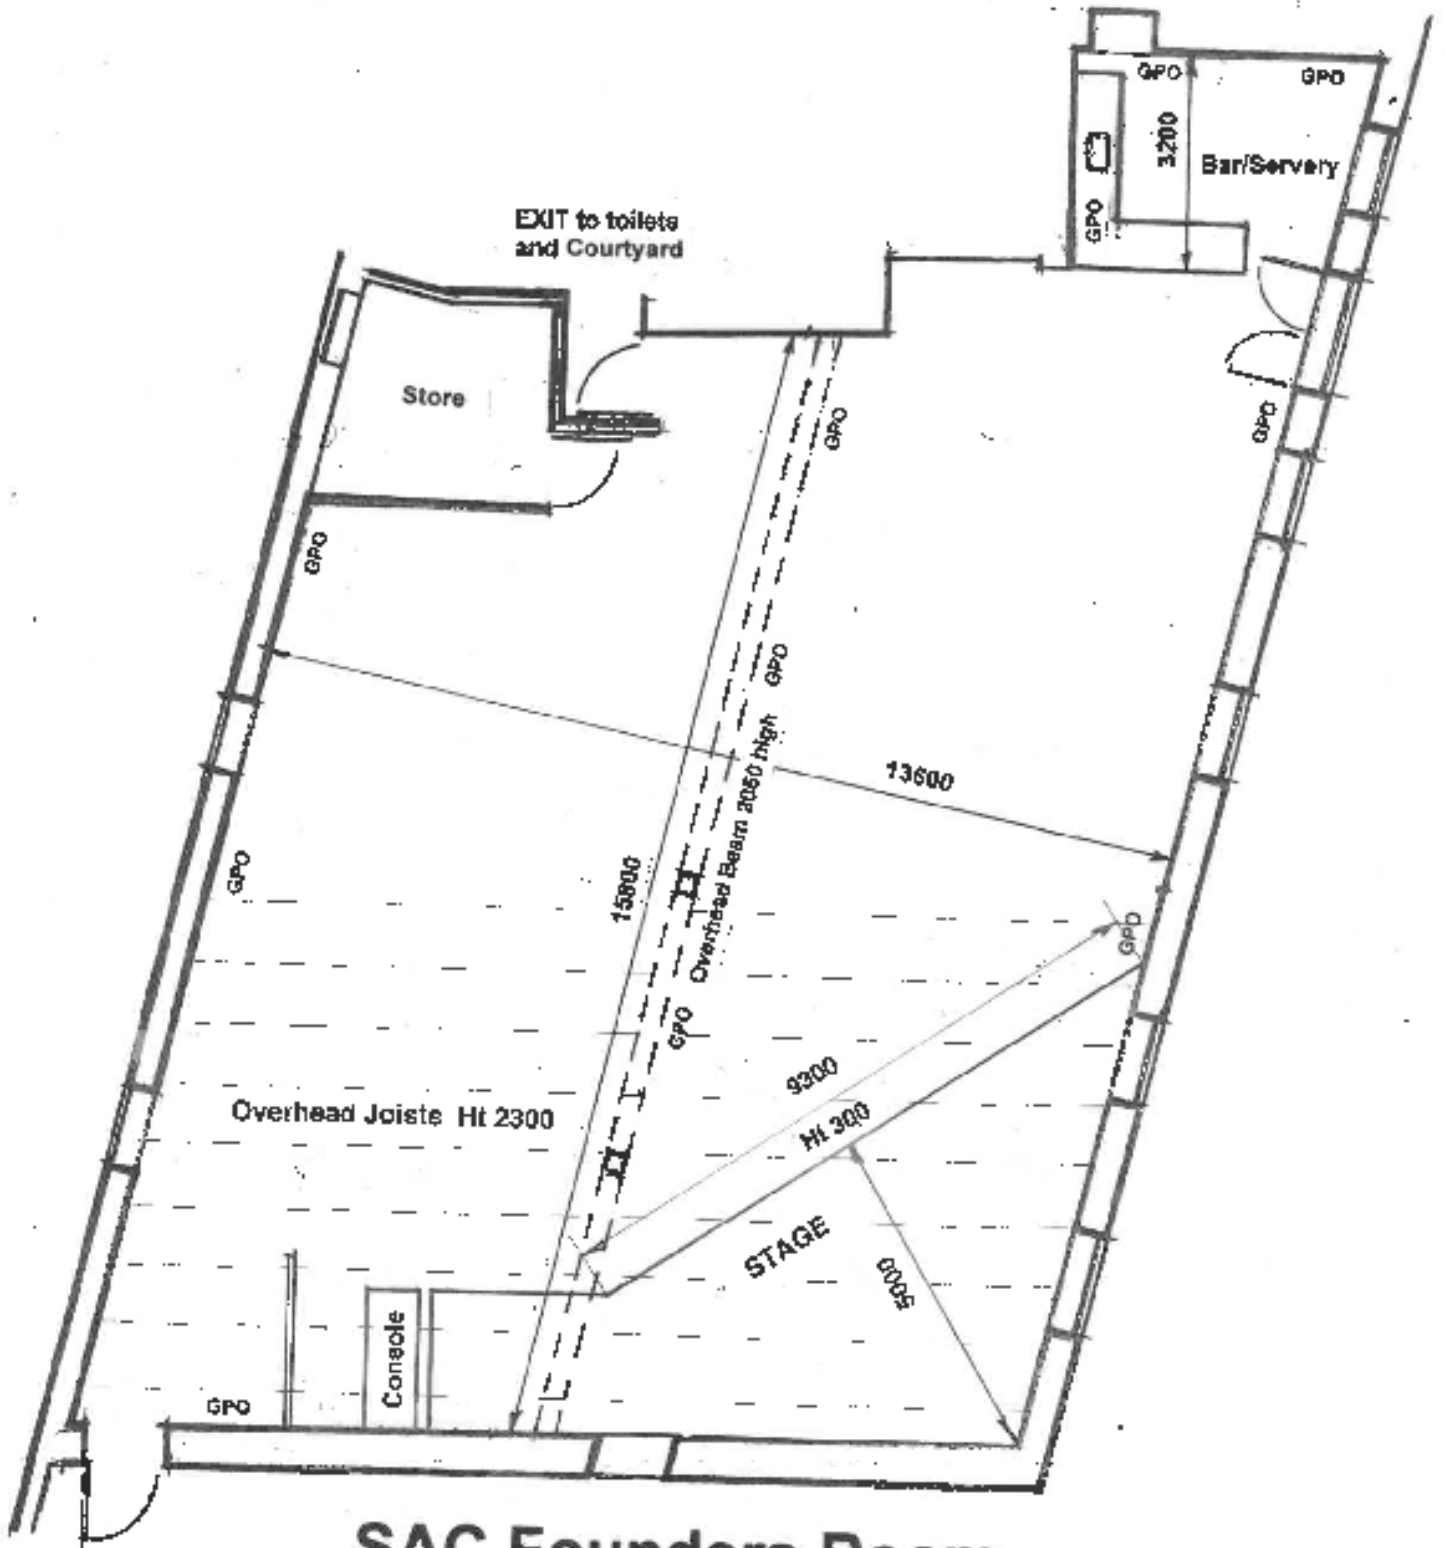 GPO
GPO
3200
Bar/Servery
GPO
EXIT to toilets
and Courtyard
Store
GPO
GPO
GPO
GPO
13600
Overhead Beam 2050 high
GPO
15800
GPO
GPO
9300
Ht 300
Overhead Joists Ht 2300
STAGE
5000
Console
GPO
SAC Founders Room